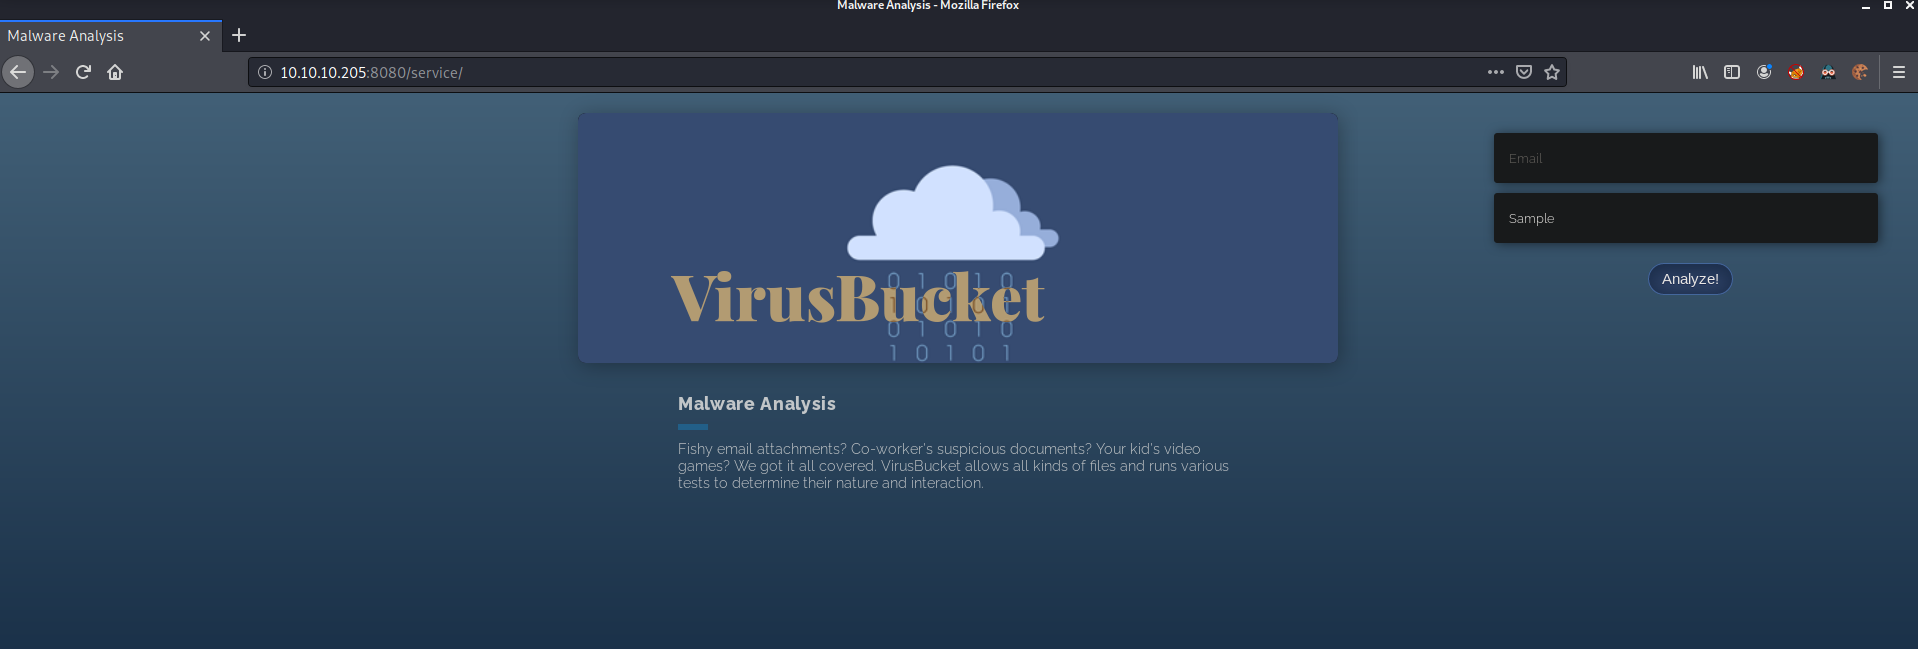 Malware Analysis - Mozilla Firefox
Malware Analysis
10.10.10.205:8080/service/
Email
Sample
Analyze!
VirusBucket
0 1 0 1 0
1 0 1 0 1
0 1 0 1 0
1 0 1 0 1
Malware Analysis
Fishy email attachments? Co-worker's suspicious documents? Your kid's video
games? We got it all covered. VirusBucket allows all kinds of files and runs various
tests to determine their nature and interaction.